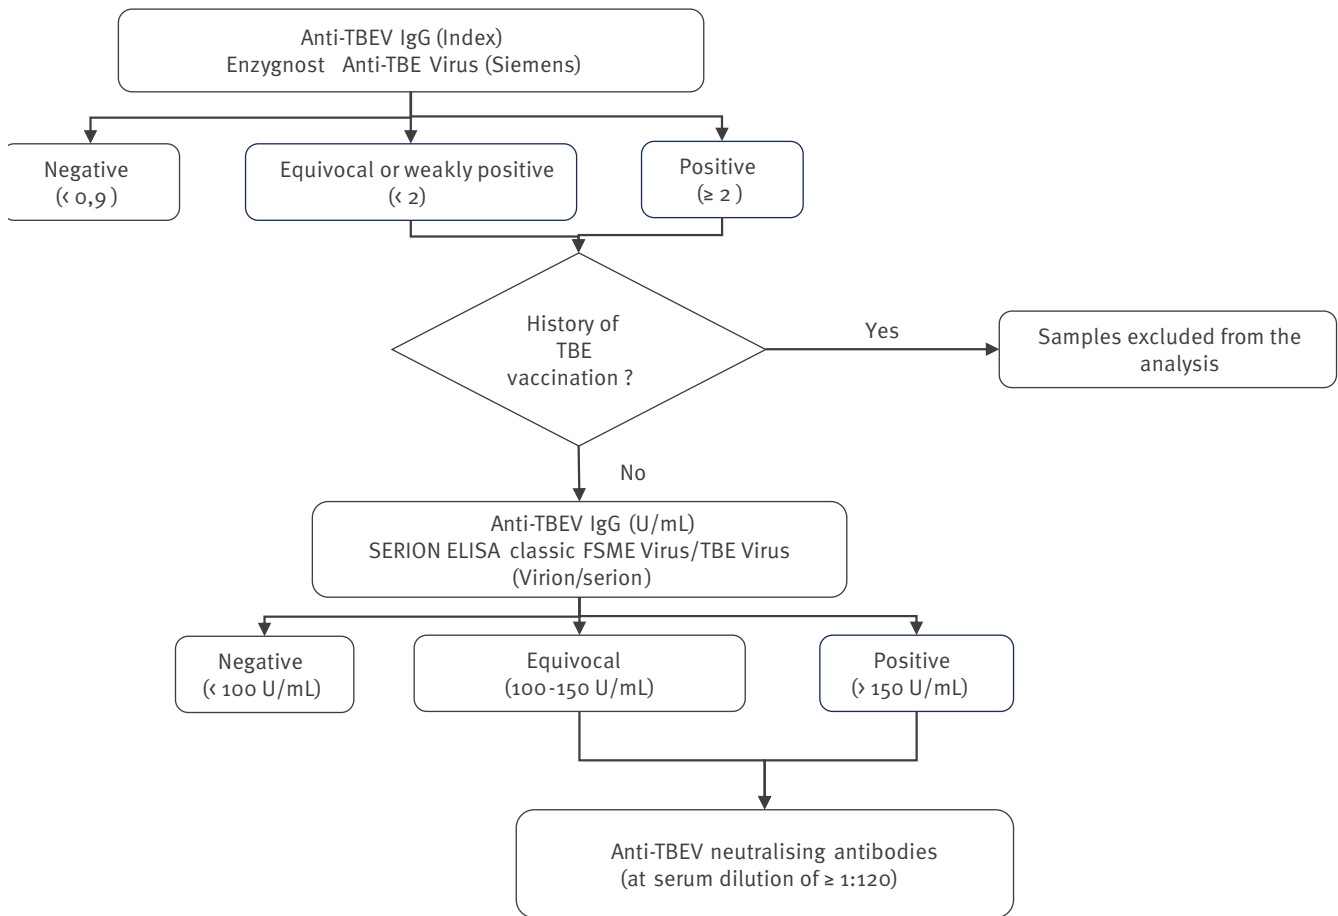 Anti-TBEV IgG (Index)
Enzygnost Anti-TBE Virus (Siemens)
Negative
(< 0,9 )
Equivocal or weakly positive
(< 2)
Positive
(≥ 2 )
History of
TBE
vaccination ?
Yes
Samples excluded from the
analysis
No
Anti-TBEV IgG (U/mL)
SERION ELISA classic FSME Virus/TBE Virus
(Virion/serion)
Negative
(< 100 U/mL)
Equivocal
(100-150 U/mL)
Positive
(> 150 U/mL)
Anti-TBEV neutralising antibodies
(at serum dilution of ≥ 1:120)